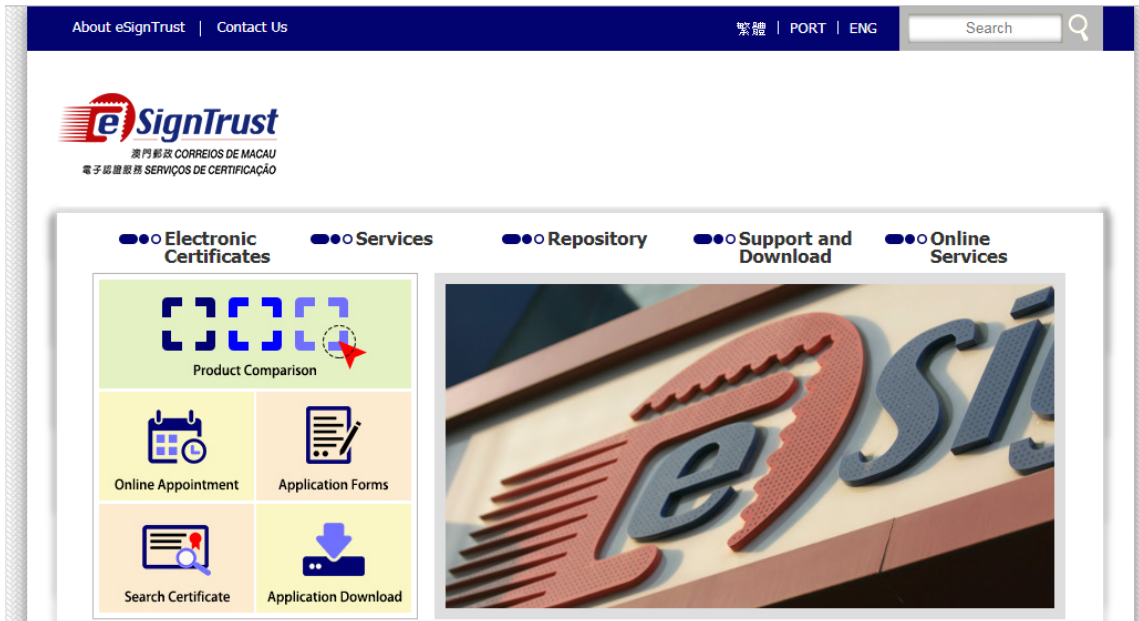 About eSignTrust | Contact Us
繁體 | PORT | ENG
Search
eSignTrust
澳門郵政 CORREIOS DE MACAU
電子認證服務 SERVIÇOS DE CERTIFICAÇÃO
Electronic
Certificates
Services
Repository
Support and
Download
Online
Services
Product Comparison
Online Appointment
Application Forms
Search Certificate
Application Download
eSig